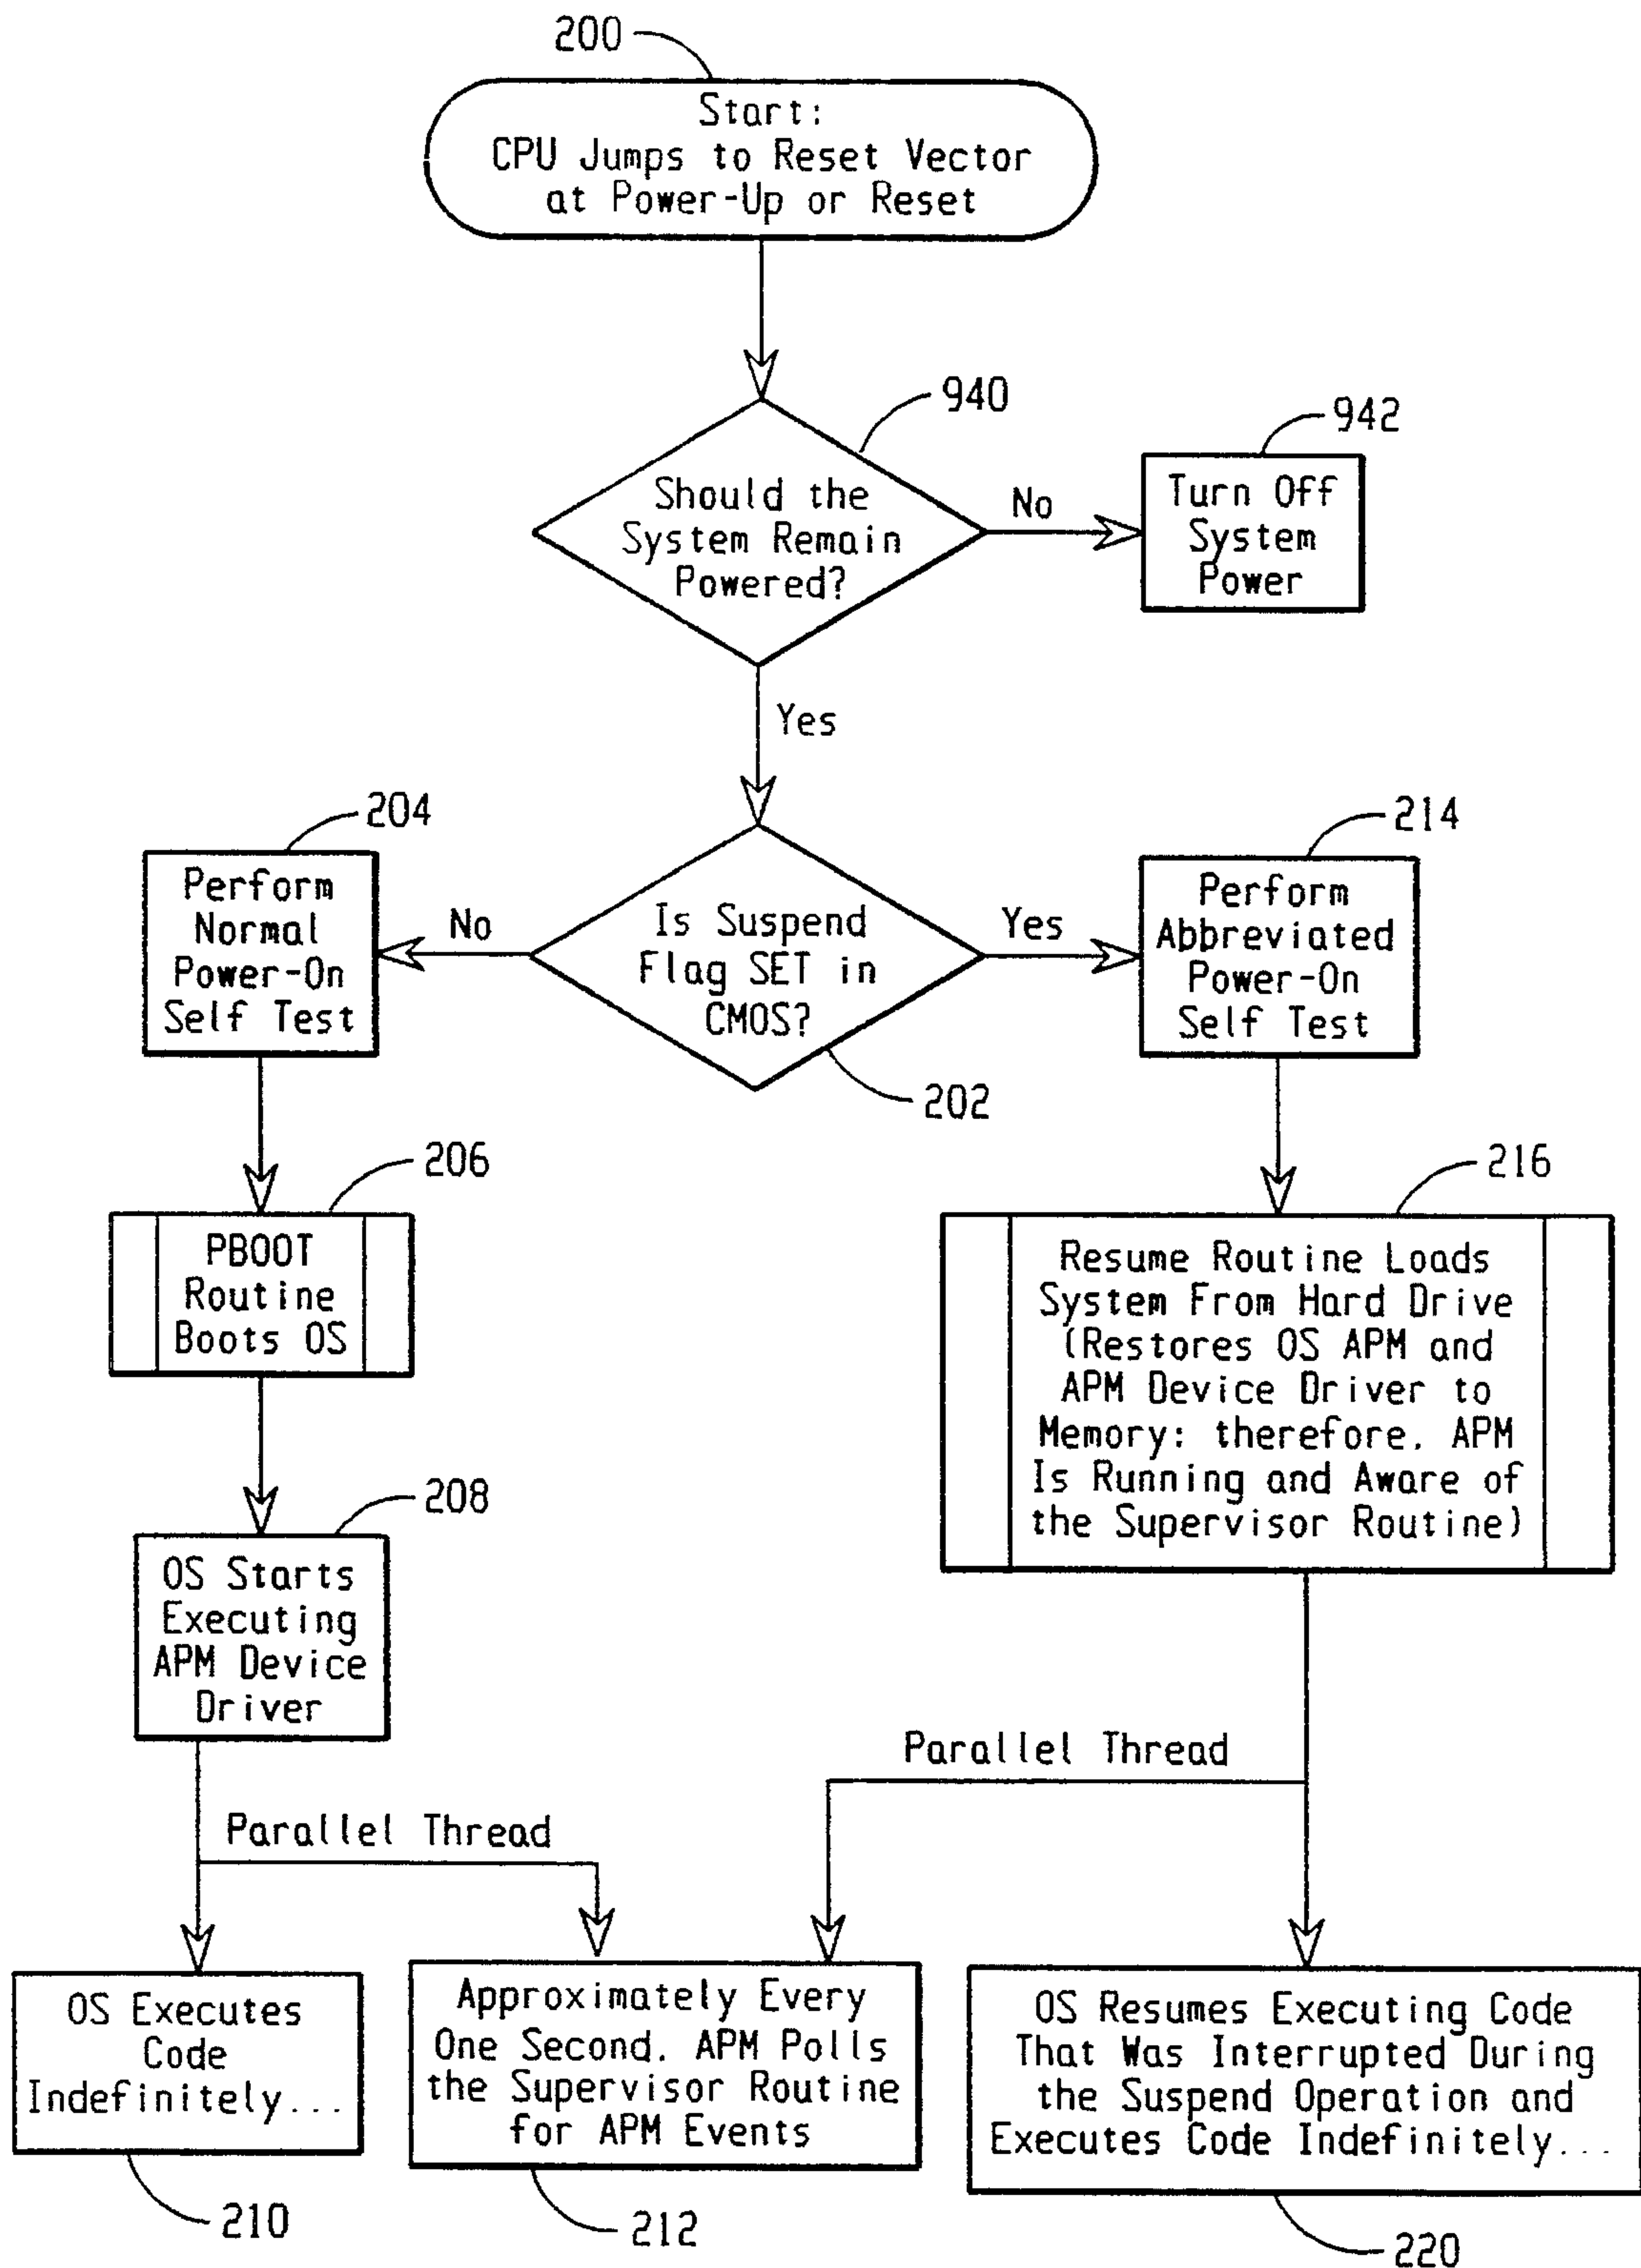 200
Start:
CPU Jumps to Reset Vector
at Power-Up or Reset
940
Should the
System Remain
Powered?
No
942
Turn Off
System
Power
Yes
204
Perform
Normal
Power-On
Self Test
No
Is Suspend
Flag SET in
CMOS?
202
Yes
214
Perform
Abbreviated
Power-On
Self Test
206
PBOOT
Routine
Boots OS
216
Resume Routine Loads
System From Hard Drive
(Restores OS APM and
APM Device Driver to
Memory; therefore, APM
Is Running and Aware of
the Supervisor Routine)
208
OS Starts
Executing
APM Device
Driver
Parallel Thread
Parallel Thread
OS Executes
Code
Indefinitely...
210
Approximately Every
One Second, APM Polls
the Supervisor Routine
for APM Events
212
OS Resumes Executing Code
That Was Interrupted During
the Suspend Operation and
Executes Code Indefinitely...
220